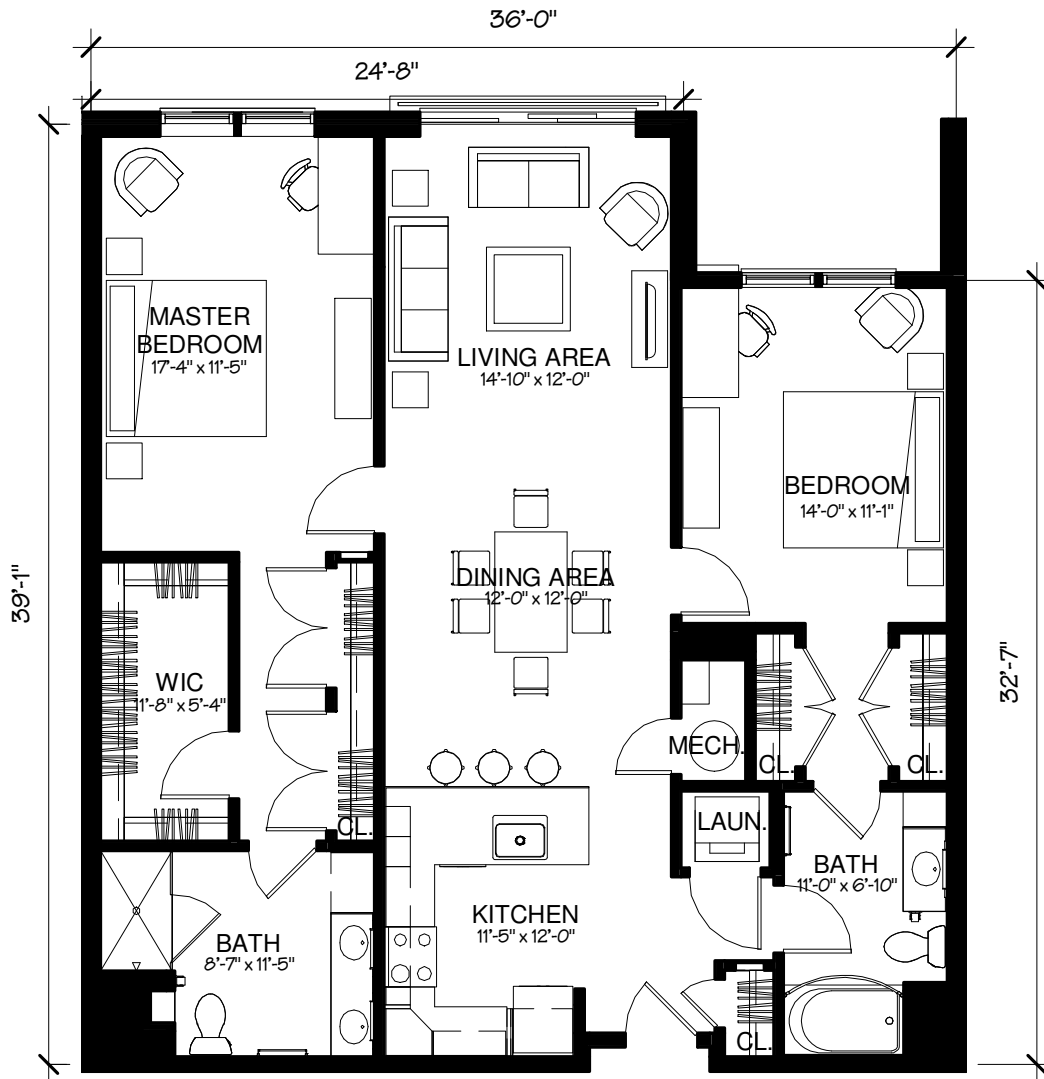 36'-0"
24'-8"
39'-1"
32'-7"
MASTER
BEDROOM
17'-4" x 11'-5"
LIVING AREA
14'-10" x 12'-0"
BEDROOM
14'-0" x 11'-1"
DINING AREA
12'-0" x 12'-0"
WIC
11'-8" x 5'-4"
MECH.
CL.
CL.
CL.
LAUN.
BATH
11'-0" x 6'-10"
KITCHEN
11'-5" x 12'-0"
BATH
8'-7" x 11'-5"
CL.